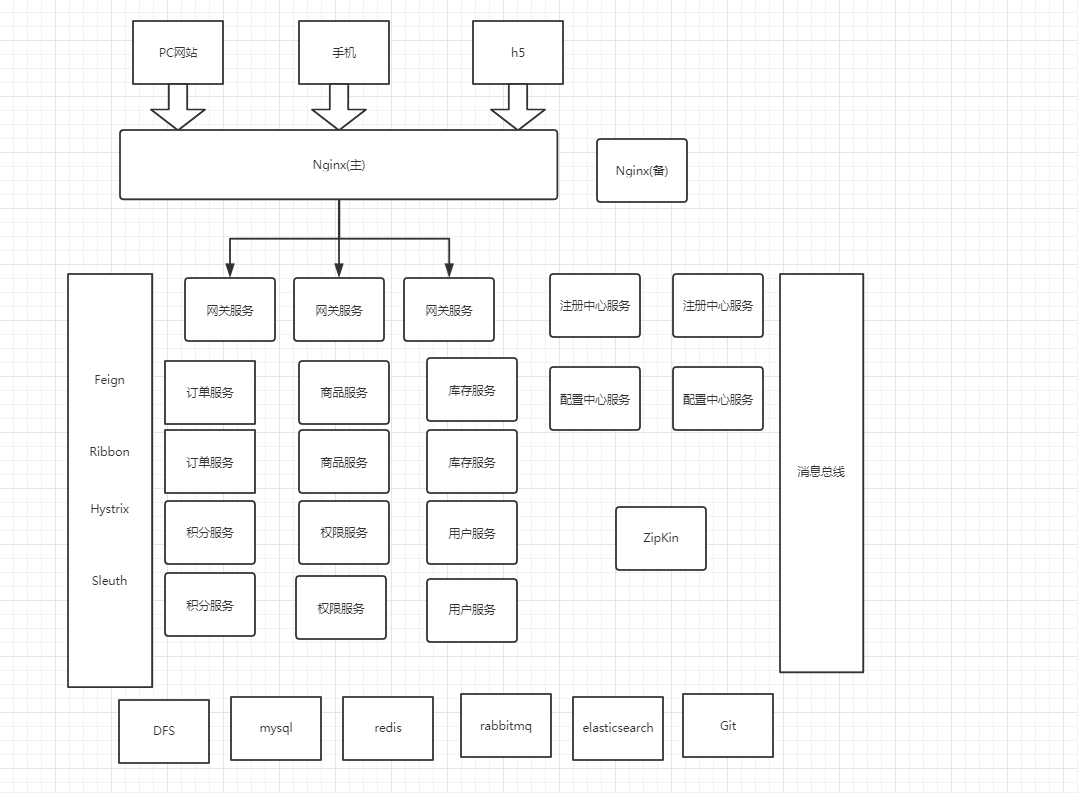 PC网站
手机
h5
Nginx(主)
Nginx(备)
网关服务
网关服务
网关服务
注册中心服务
注册中心服务
Feign
订单服务
商品服务
库存服务
配置中心服务
配置中心服务
Ribbon
订单服务
商品服务
库存服务
消息总线
Hystrix
积分服务
权限服务
用户服务
ZipKin
Sleuth
积分服务
权限服务
用户服务
DFS
mysql
redis
rabbitmq
elasticsearch
Git